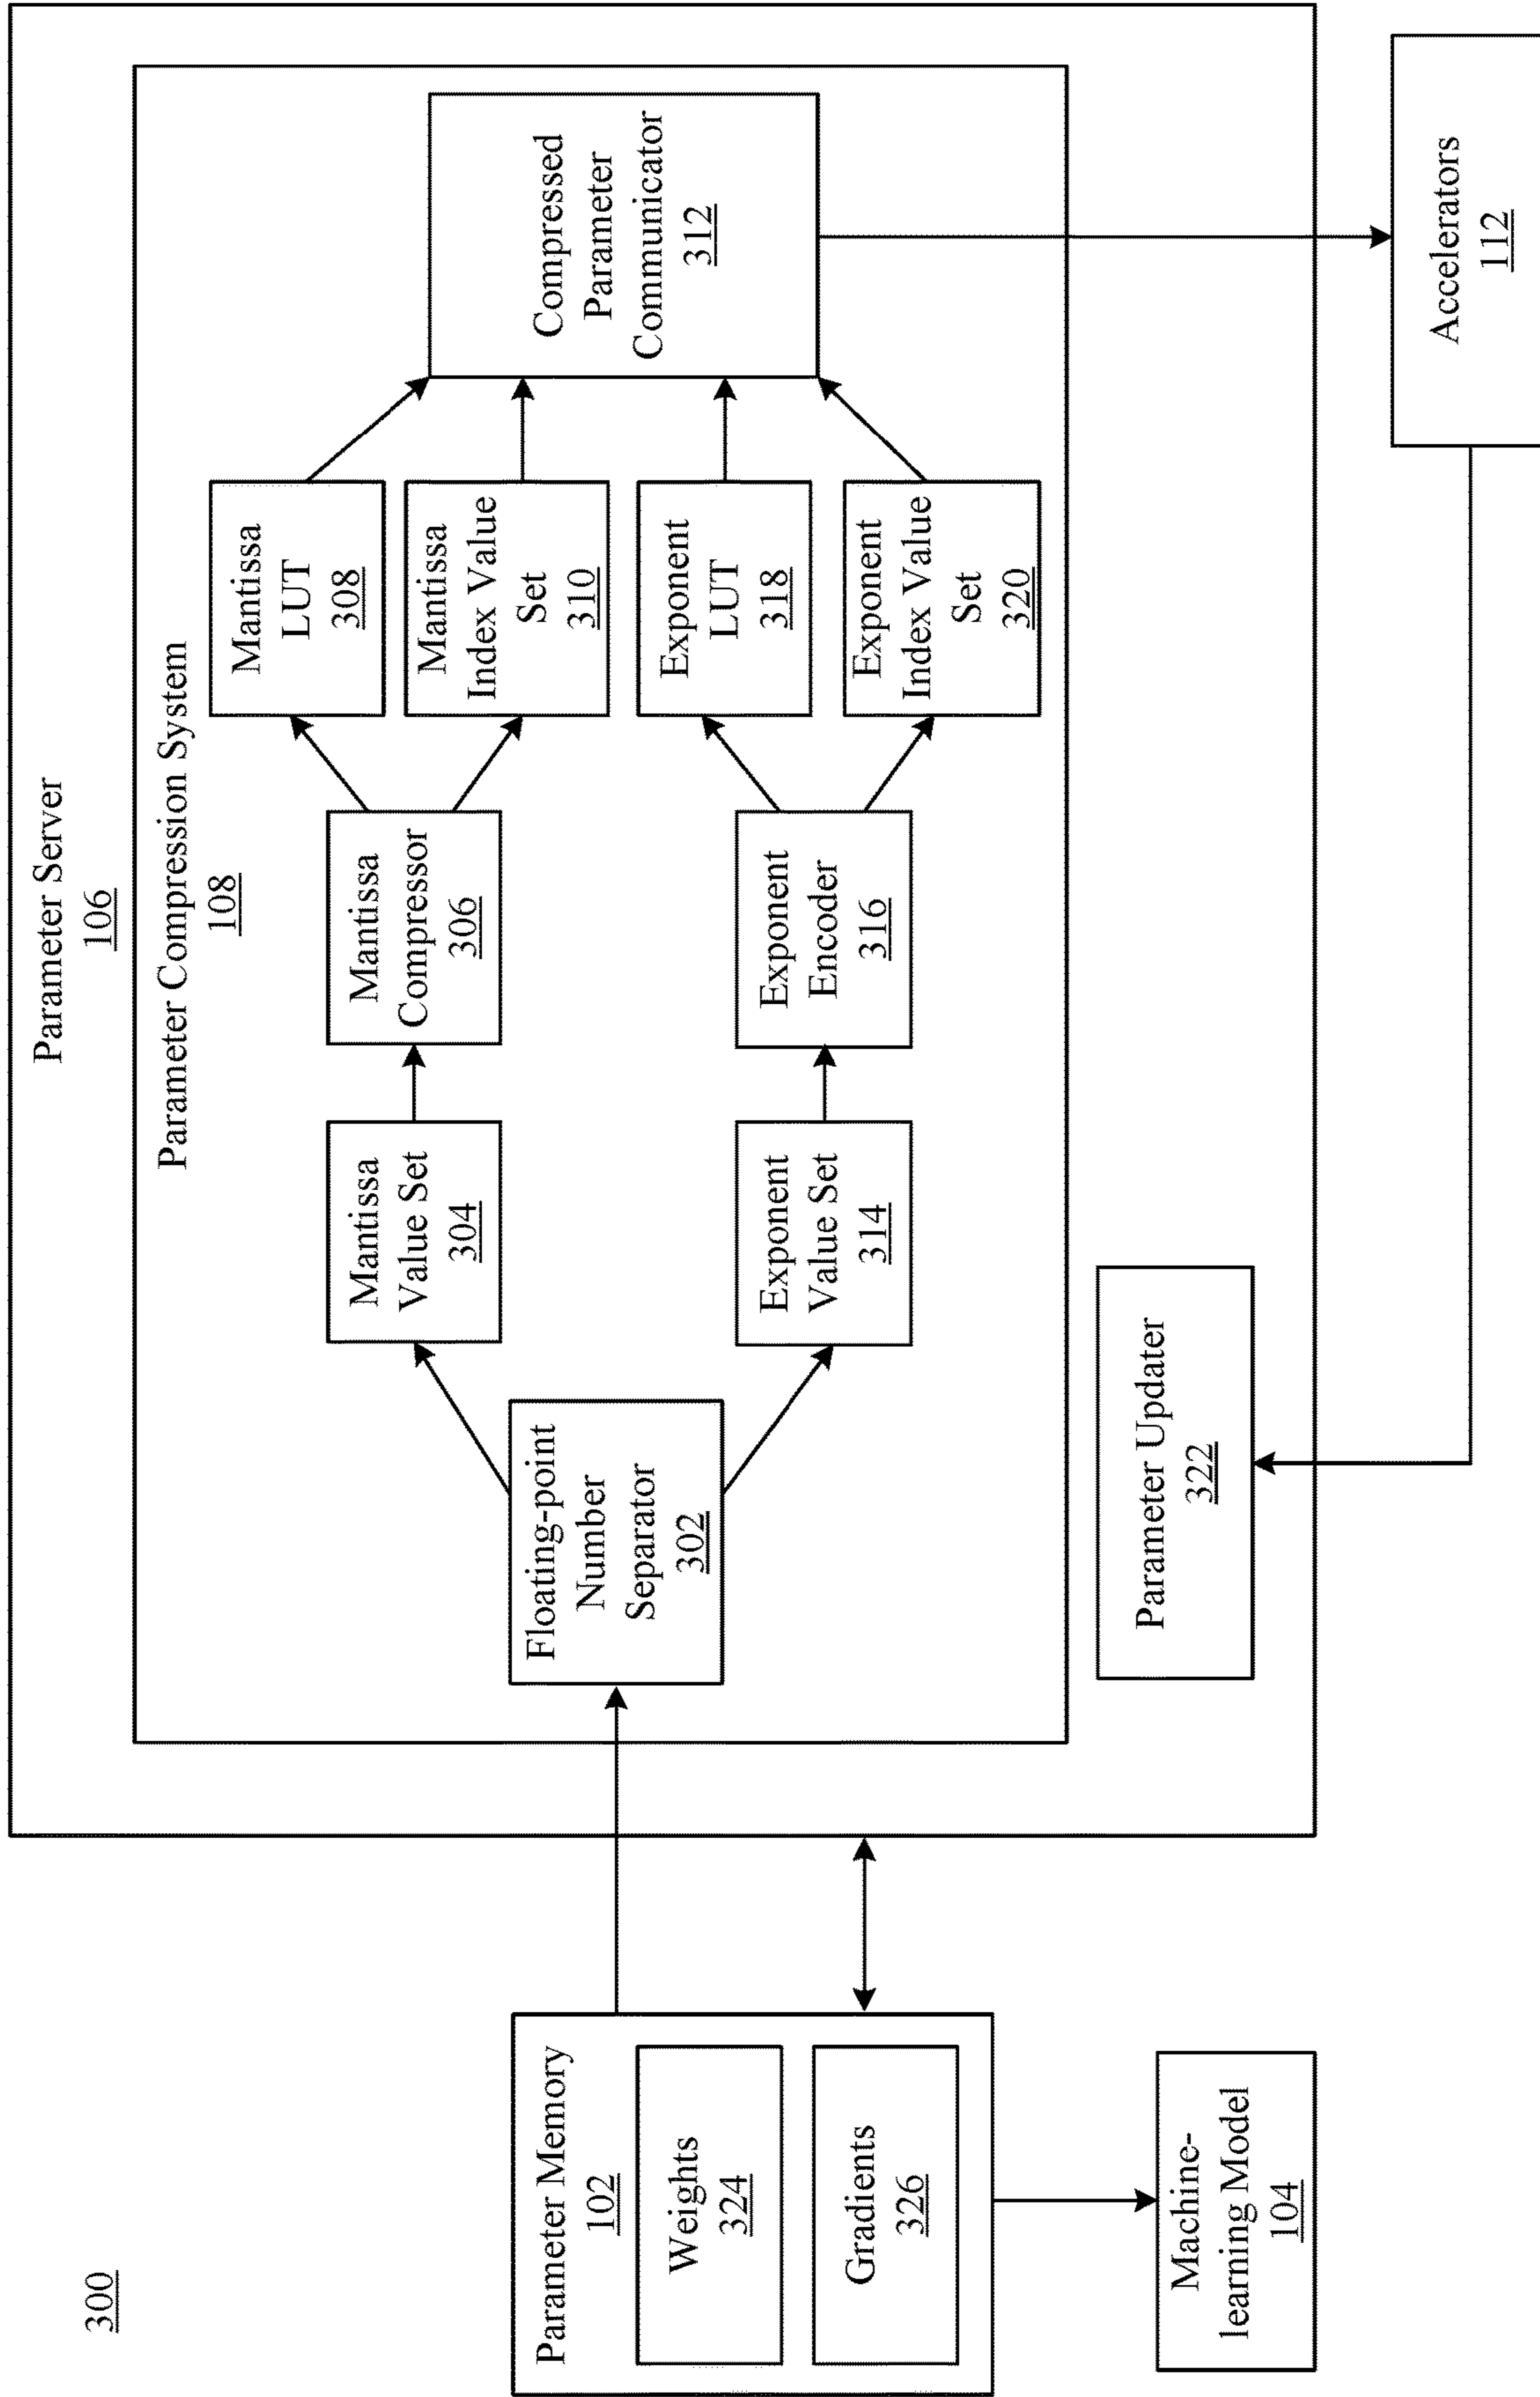 300
Parameter Server
106
Parameter Compression System
108
Parameter Memory
102
Weights
324
Gradients
326
Machine-
learning Model
104
Floating-point
Number
Separator
302
Mantissa
Value Set
304
Mantissa
Compressor
306
Mantissa
LUT
308
Mantissa
Index Value
Set
310
Exponent
Value Set
314
Exponent
Encoder
316
Exponent
LUT
318
Exponent
Index Value
Set
320
Compressed
Parameter
Communicator
312
Parameter Updater
322
Accelerators
112